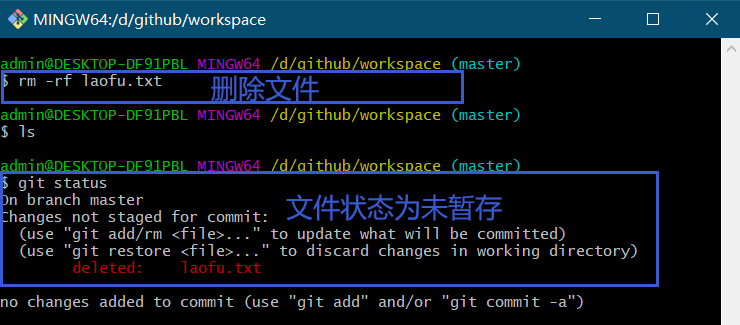 MINGW64:/d/github/workspace
admin@DESKTOP-DF91PBL MINGW64 /d/github/workspace (master)
$ rm -rf laofu.txt 删除文件
admin@DESKTOP-DF91PBL MINGW64 /d/github/workspace (master)
$ ls
admin@DESKTOP-DF91PBL MINGW64 /d/github/workspace (master)
$ git status
On branch master
Changes not staged for commit: 文件状态为未暂存
(use "git add/rm <file>..." to update what will be committed)
(use "git restore <file>..." to discard changes in working directory)
deleted: laofu.txt
no changes added to commit (use "git add" and/or "git commit -a")